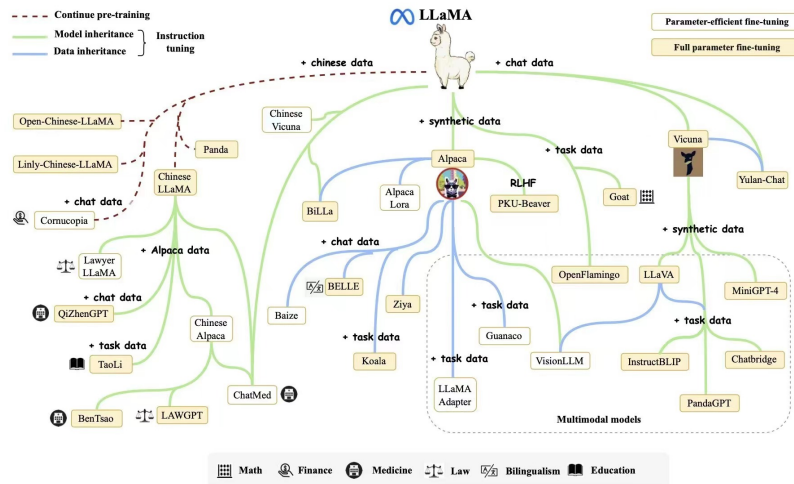 LLaMA
Continue pre-training
Model inheritance
Data inheritance
Instruction
tuning
Parameter-efficient fine-tuning
Full parameter fine-tuning
+ chinese data
+ chat data
+ synthetic data
+ task data
Open-Chinese-LLaMA
Linly-Chinese-LLaMA
Panda
Chinese
LLaMA
Chinese
Vicuna
Alpaca
Vicuna
+ chat data
Cornucopia
BiLLa
Alpaca
Lora
RLHF
PKU-Beaver
Goat
Yulan-Chat
+ Alpaca data
Lawyer
LLaMA
+ chat data
+ synthetic data
QiZhenGPT
Baize
BELLE
Ziya
OpenFlamingo
LLaVA
MiniGPT-4
+ chat data
Chinese
Alpaca
+ task data
TaoLi
+ task data
Koala
+ task data
Guanaco
VisionLLM
+ task data
InstructBLIP
Chatbridge
ChatMed
+ task data
LLaMA
Adapter
PandaGPT
BenTsao
LAWGPT
Multimodal models
Math
Finance
Medicine
Law
Bilingualism
Education